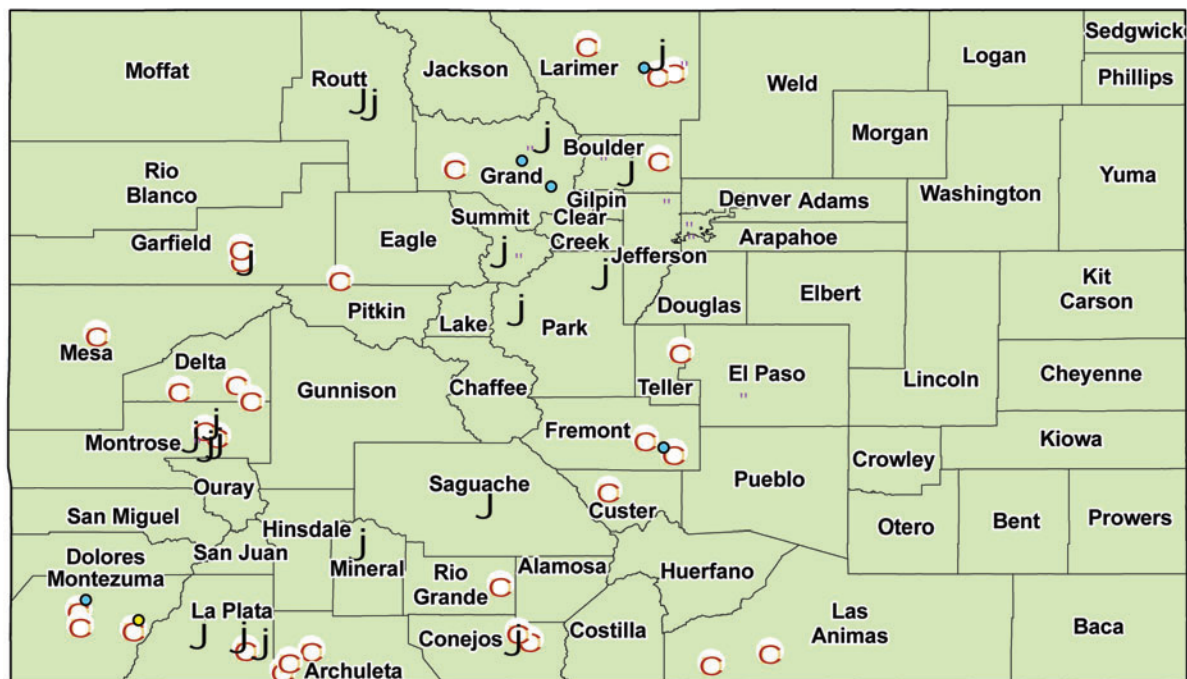 Sedgwick
Logan
Moffat
Jackson
Larimer
Weld
Phillips
Routt
Morgan
Boulder
Rio
Blanco
Grand
Yuma
Gilpin
Denver Adams
Washington
Summit
Clear
Creek
Garfield
Eagle
Arapahoe
Jefferson
Kit
Carson
Elbert
Douglas
Pitkin
Lake
Park
Mesa
Delta
Gunnison
Chaffee
Teller
El Paso
Lincoln
Cheyenne
Montrose
Fremont
Kiowa
Crowley
Ouray
Saguache
Pueblo
Custer
San Miguel
Otero
Bent
Prowers
Hinsdale
Dolores
San Juan
Montezuma
Mineral
Rio
Grande
Alamosa
Huerfano
La Plata
Las
Animas
Conejos
Costilla
Baca
Archuleta